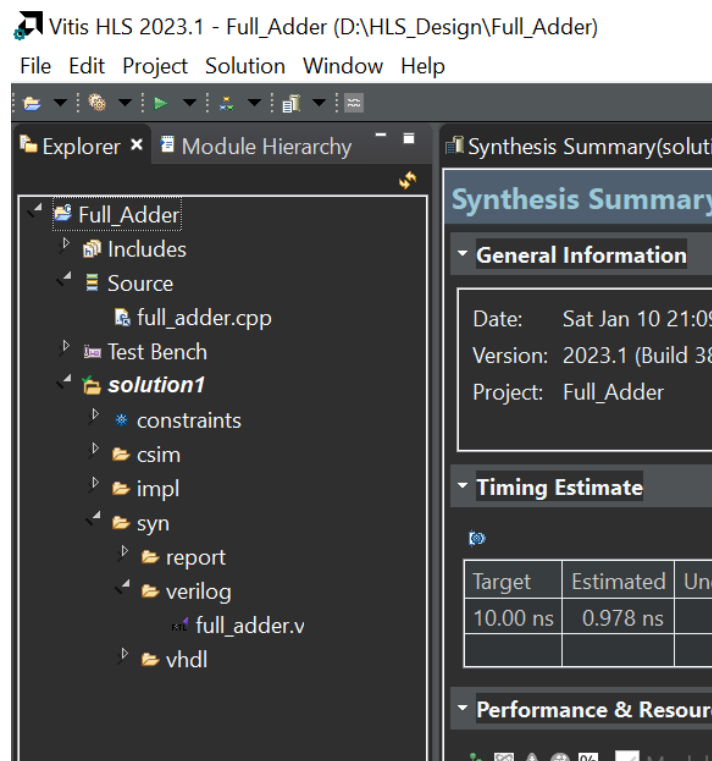 Vitis HLS 2023.1 - Full_Adder (D:\HLS_Design\Full_Adder)
File Edit Project Solution Window Help
Explorer Module Hierarchy
Full_Adder
Includes
Source
full_adder.cpp
Test Bench
solution1
constraints
csim
impl
syn
report
verilog
full_adder.v
vhdl
Synthesis Summary(soluti
Synthesis Summary
General Information
Date: Sat Jan 10 21:09
Version: 2023.1 (Build 38
Project: Full_Adder
Timing Estimate
Target Estimated Un
10.00 ns 0.978 ns
Performance & Resour